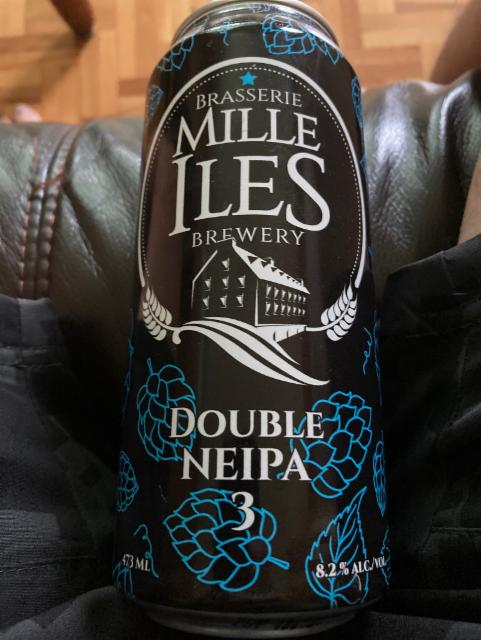 BRASSERIE
MILLE
ILES
BREWERY
DOUBLE
NEIPA
3
473 ML
8.2 % ALC./VOL.